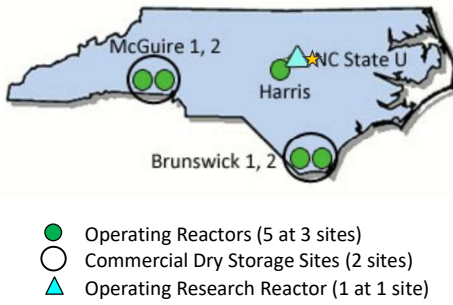 McGuire 1, 2
NC State U
Harris
Brunswick 1, 2
Operating Reactors (5 at 3 sites)
Commercial Dry Storage Sites (2 sites)
Operating Research Reactor (1 at 1 site)